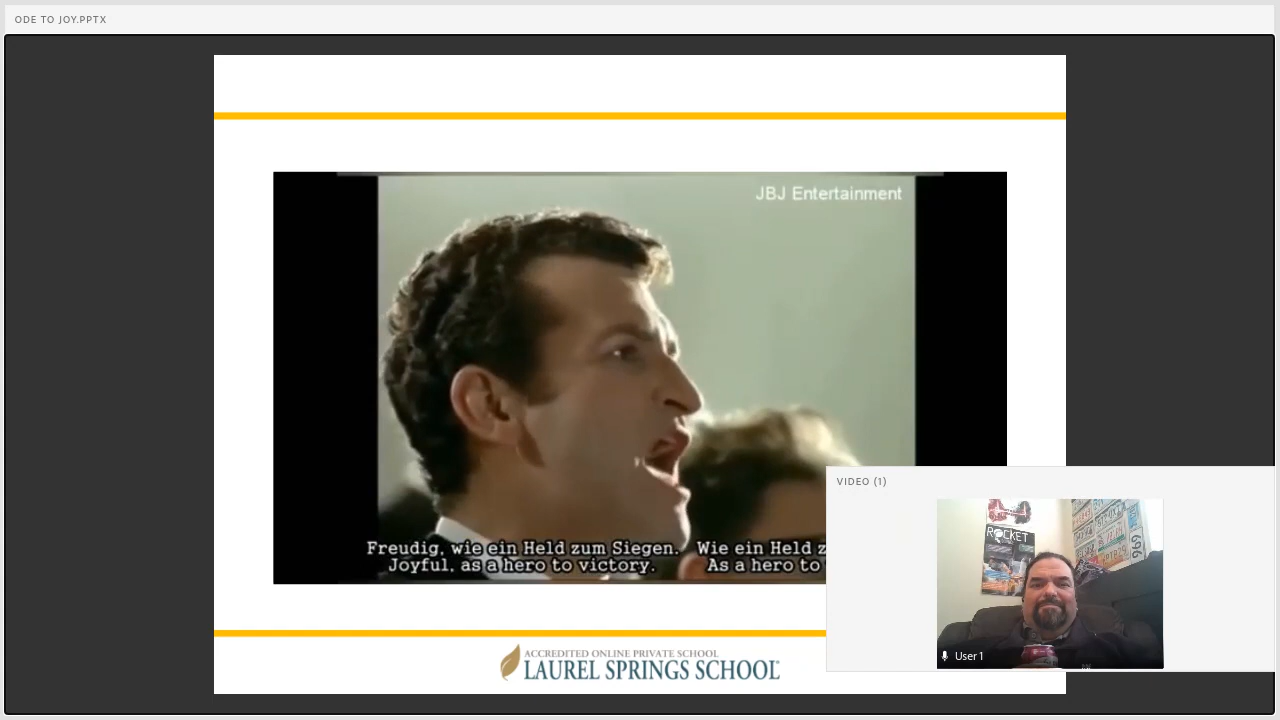 ODE TO JOY.PPTX
JBJ Entertainment
Freudig, wie ein Held zum Siegen. Wie ein Held z
Joyful, as a hero to victory. As a hero to
VIDEO (1)
ROCKET
969
User 1
ACCREDITED ONLINE PRIVATE SCHOOL
LAUREL SPRINGS SCHOOL